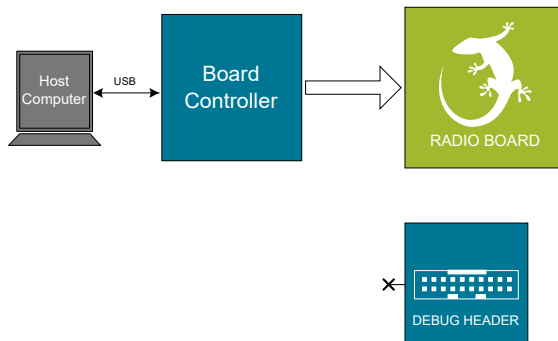 Host
Computer
USB
Board
Controller
RADIO BOARD
DEBUG HEADER